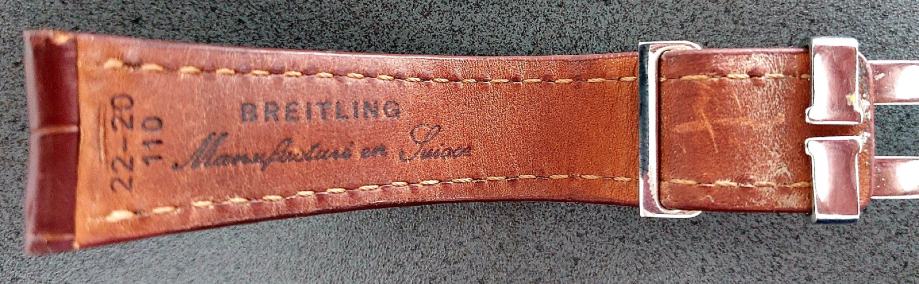 22-20
110
BREITLING
Manufacturé en Suisse